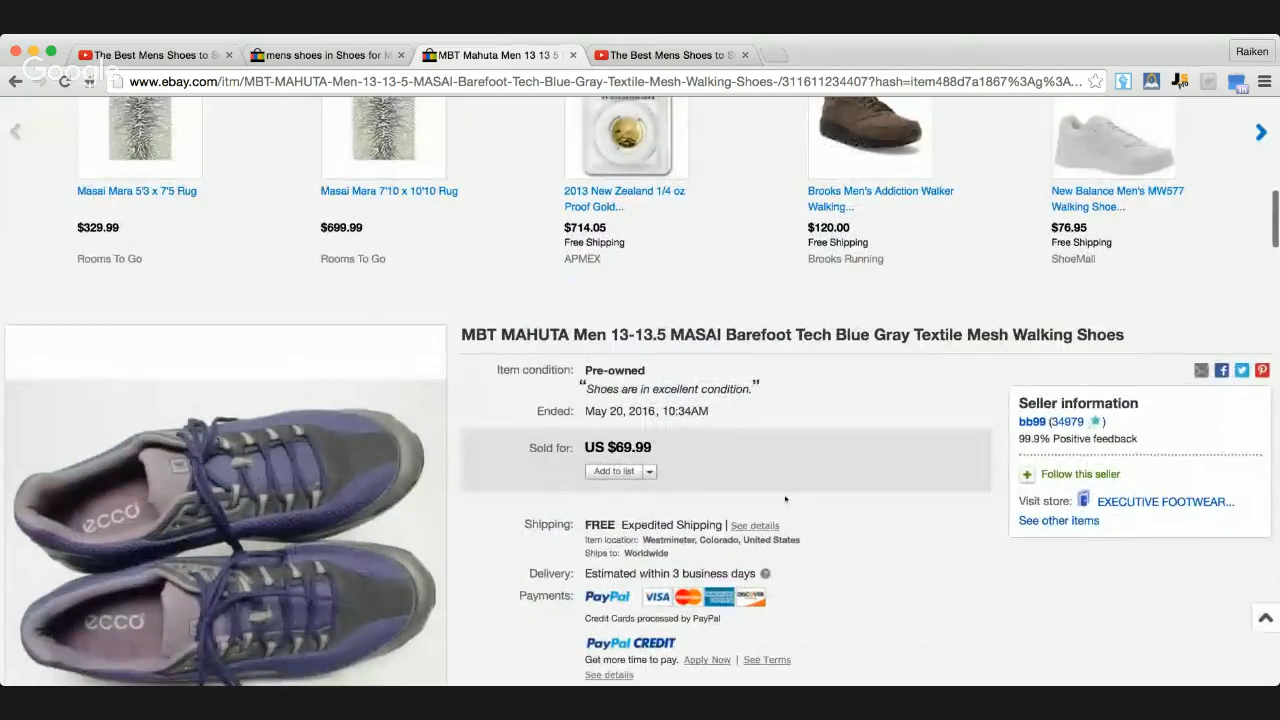 The Best Mens Shoes to S
mens shoes in Shoes for M
MBT Mahuta Men 13 13 5
The Best Mens Shoes to S
Raiken
Google
www.ebay.com/itm/MBT-MAHUTA-Men-13-13-5-MASAI-Barefoot-Tech-Blue-Gray-Textile-Mesh-Walking-Shoes-/311611234407?hash=item488d7a1867%3Ag%3A...
Masai Mara 5'3 x 7'5 Rug
$329.99
Rooms To Go
Masai Mara 7'10 x 10'10 Rug
$699.99
Rooms To Go
2013 New Zealand 1/4 oz
Proof Gold...
$714.05
Free Shipping
APMEX
Brooks Men's Addiction Walker
Walking...
$120.00
Free Shipping
Brooks Running
New Balance Men's MW577
Walking Shoe...
$76.95
Free Shipping
ShoeMall
MBT MAHUTA Men 13-13.5 MASAI Barefoot Tech Blue Gray Textile Mesh Walking Shoes
Item condition: Pre-owned
“Shoes are in excellent condition.”
Ended: May 20, 2016, 10:34AM
Sold for: US $69.99
Add to list
Shipping: FREE Expedited Shipping | See details
Item location: Westminster, Colorado, United States
Ships to: Worldwide
Delivery: Estimated within 3 business days
Payments: PayPal VISA MasterCard AMERICAN EXPRESS DISCOVER
Credit Cards processed by PayPal
PayPal CREDIT
Get more time to pay. Apply Now | See Terms
See details
Seller information
bb99 (34979)
99.9% Positive feedback
+ Follow this seller
Visit store: EXECUTIVE FOOTWEAR...
See other items
ecco
ecco